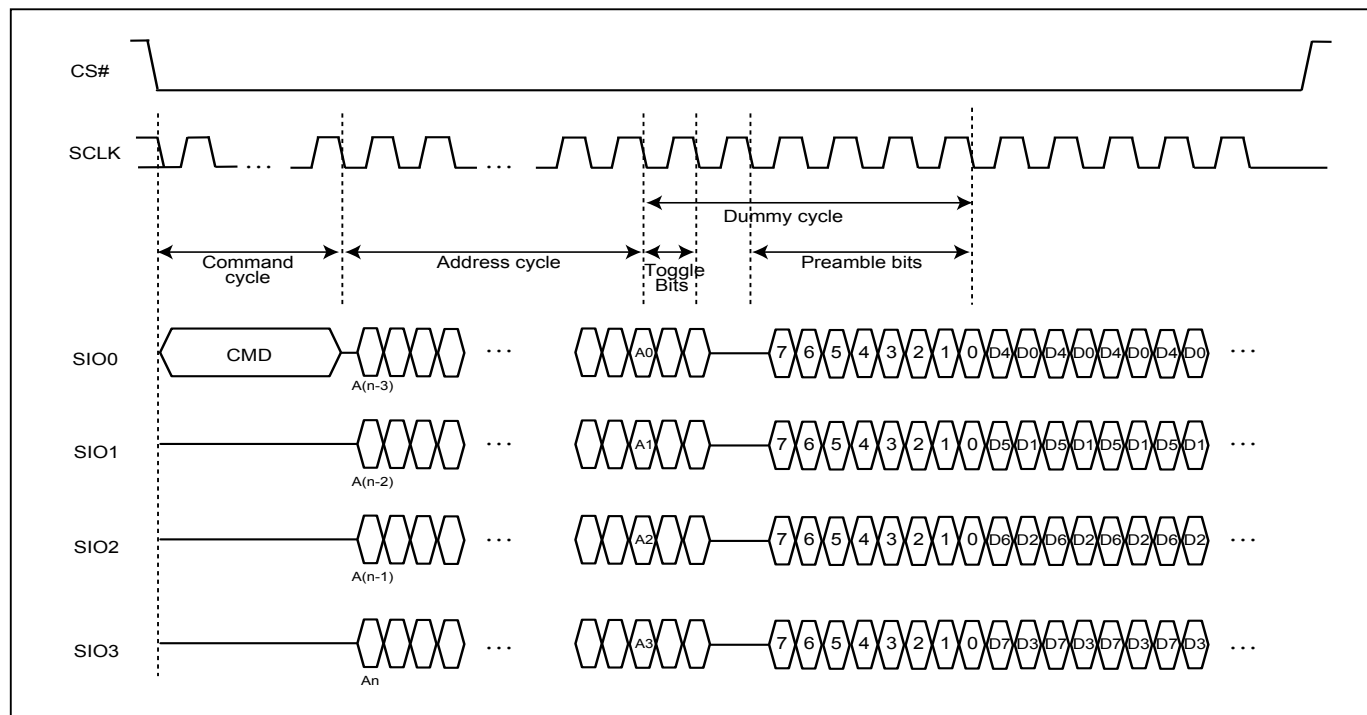 CS#
SCLK
...
...
Dummy cycle
Command
cycle
Address cycle
Toggle
Bits
Preamble bits
SIO0
CMD
...
A0
7 6 5 4 3 2 1 0 D4 D0 D4 D0 D4 D0 D4 D0
...
A(n-3)
SIO1
...
A1
7 6 5 4 3 2 1 0 D5 D1 D5 D1 D5 D1 D5 D1
...
A(n-2)
SIO2
...
A2
7 6 5 4 3 2 1 0 D6 D2 D6 D2 D6 D2 D6 D2
...
A(n-1)
SIO3
...
A3
7 6 5 4 3 2 1 0 D7 D3 D7 D3 D7 D3 D7 D3
...
An